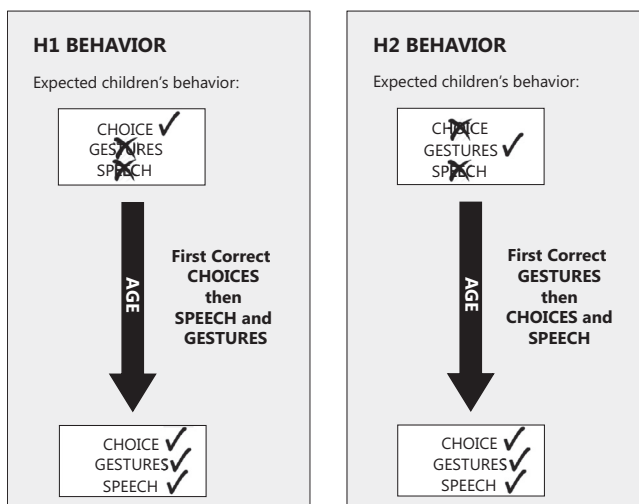 H1 BEHAVIOR
Expected children's behavior:
CHOICE
GESTURES
SPEECH
AGE
First Correct
CHOICES
then
SPEECH and
GESTURES
CHOICE
GESTURES
SPEECH
H2 BEHAVIOR
Expected children's behavior:
CHOICE
GESTURES
SPEECH
AGE
First Correct
GESTURES
then
CHOICES and
SPEECH
CHOICE
GESTURES
SPEECH